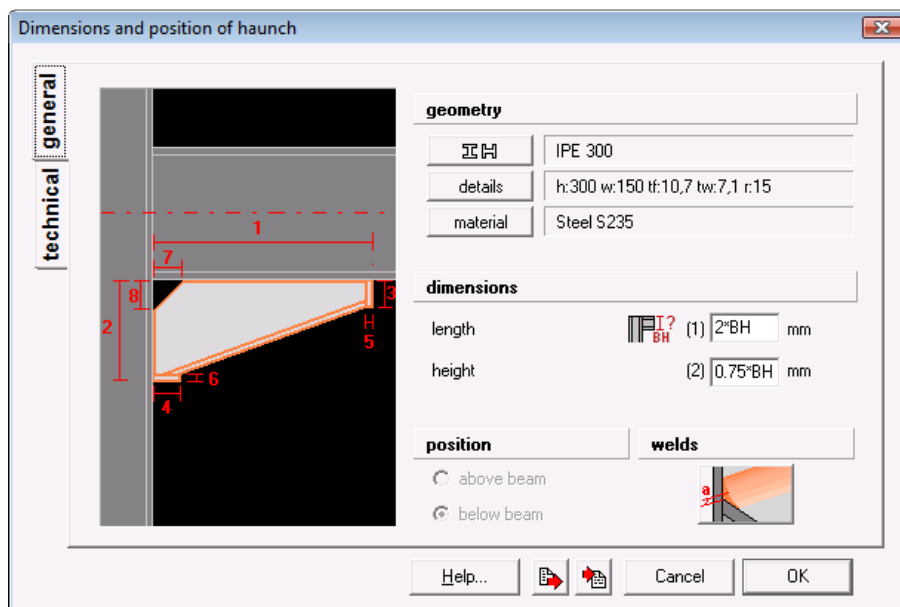 Dimensions and position of haunch
general
technical
1
7
8
2
3
5
6
4
geometry
IPE 300
details h:300 w:150 tf:10,7 tw:7,1 r:15
material Steel S235
dimensions
length I? BH (1) 2*BH mm
height (2) 0.75*BH mm
position welds
above beam
below beam
a
Help... Cancel OK